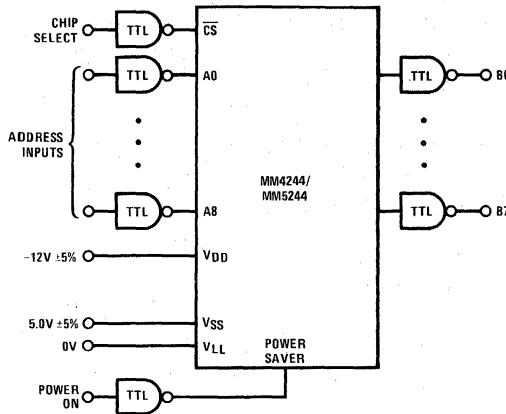 CHIP
SELECT
TTL
CS
TTL
A0
TTL
B0
ADDRESS
INPUTS
MM4244/
MM5244
TTL
A8
TTL
B7
-12V ±5%
VDD
5.0V ±5%
VSS
0V
VLL
POWER
SAVER
POWER
ON
TTL